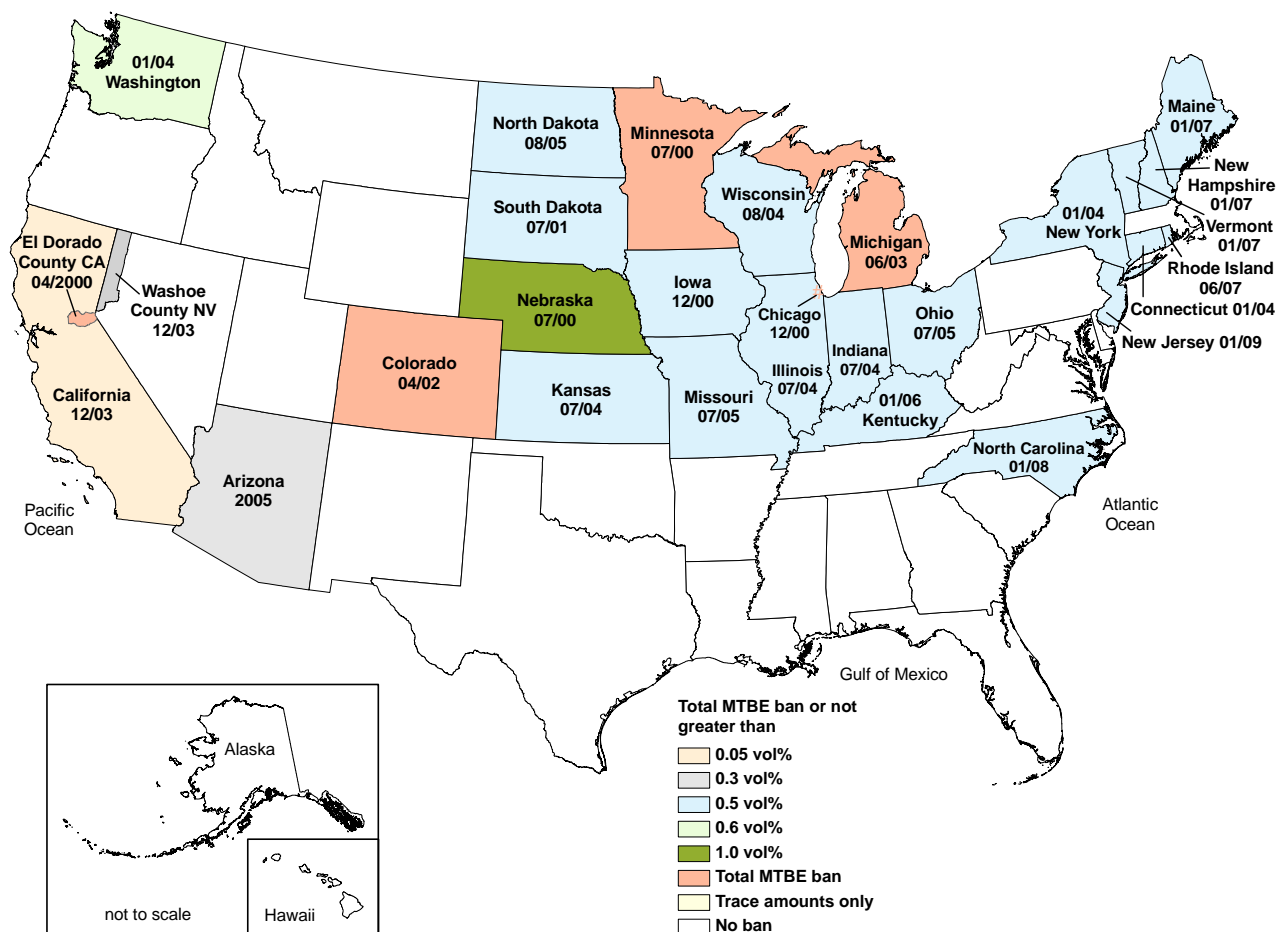 01/04
Washington
North Dakota
08/05
Minnesota
07/00
Maine
01/07
South Dakota
07/01
Wisconsin
08/04
New
Hampshire
01/07
01/04
New York
Vermont
01/07
El Dorado
County CA
04/2000
Washoe
County NV
12/03
Michigan
06/03
Rhode Island
06/07
Connecticut 01/04
New Jersey 01/09
Nebraska
07/00
Iowa
12/00
Chicago
12/00
Illinois
07/04
Indiana
07/04
Ohio
07/05
Colorado
04/02
Kansas
07/04
Missouri
07/05
01/06
Kentucky
California
12/03
North Carolina
01/08
Arizona
2005
Pacific
Ocean
Atlantic
Ocean
Gulf of Mexico
Alaska
not to scale
Hawaii
Total MTBE ban or not
greater than
0.05 vol%
0.3 vol%
0.5 vol%
0.6 vol%
1.0 vol%
Total MTBE ban
Trace amounts only
No ban